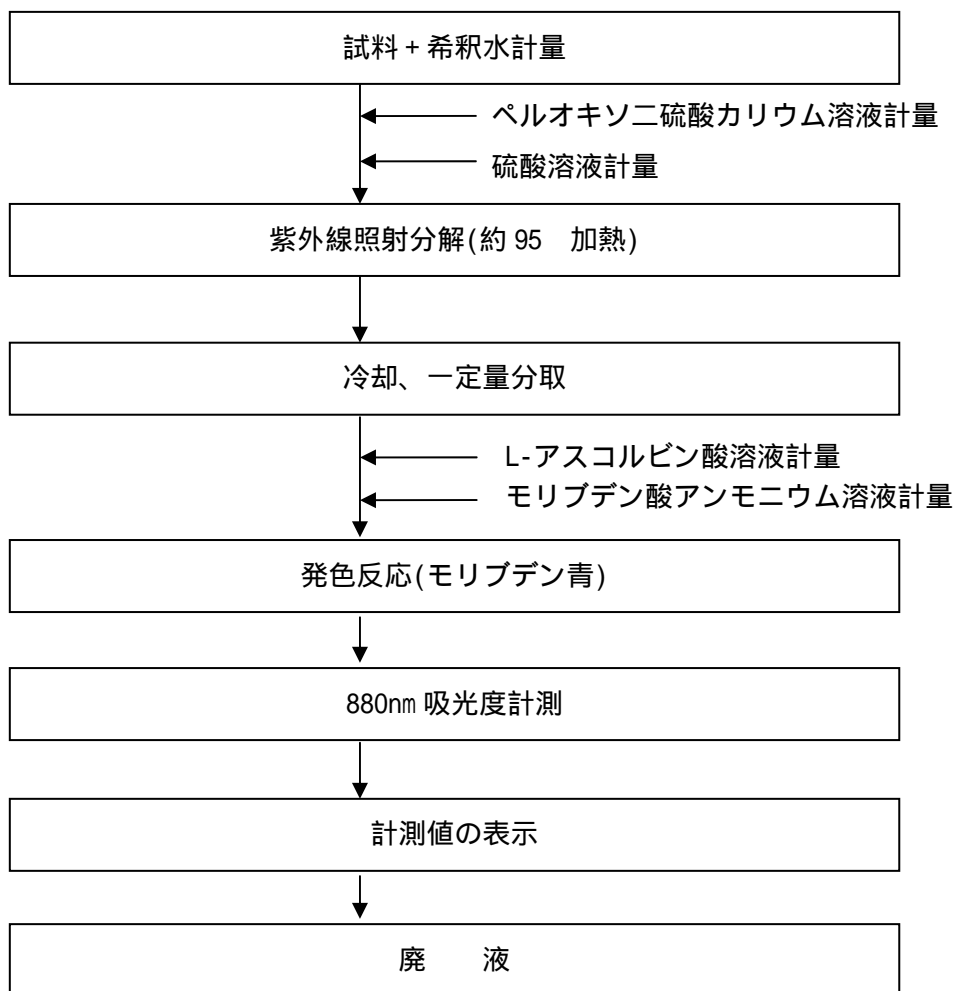 試料 + 希釈水計量
ペルオキソ二硫酸カリウム溶液計量
硫酸溶液計量
紫外線照射分解(約 95　加熱)
冷却、一定量分取
L-アスコルビン酸溶液計量
モリブデン酸アンモニウム溶液計量
発色反応(モリブデン青)
880㎚ 吸光度計測
計測値の表示
廃　　液